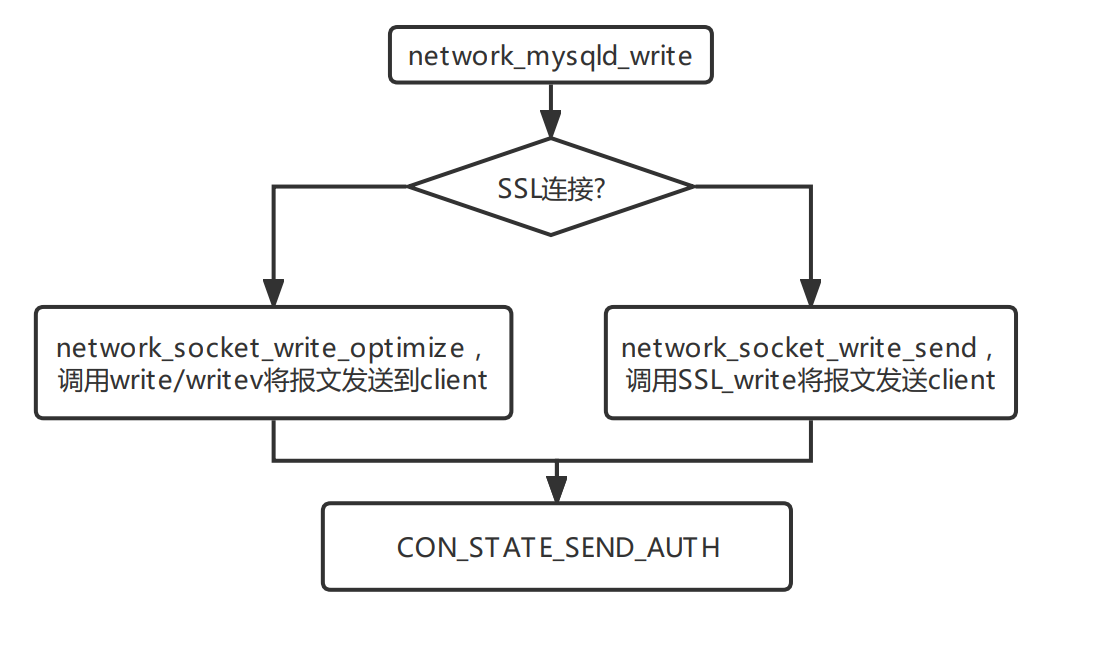 network_mysqld_write
SSL连接?
network_socket_write_optimize，
调用write/writev将报文发送到client
network_socket_write_send，
调用SSL_write将报文发送client
CON_STATE_SEND_AUTH